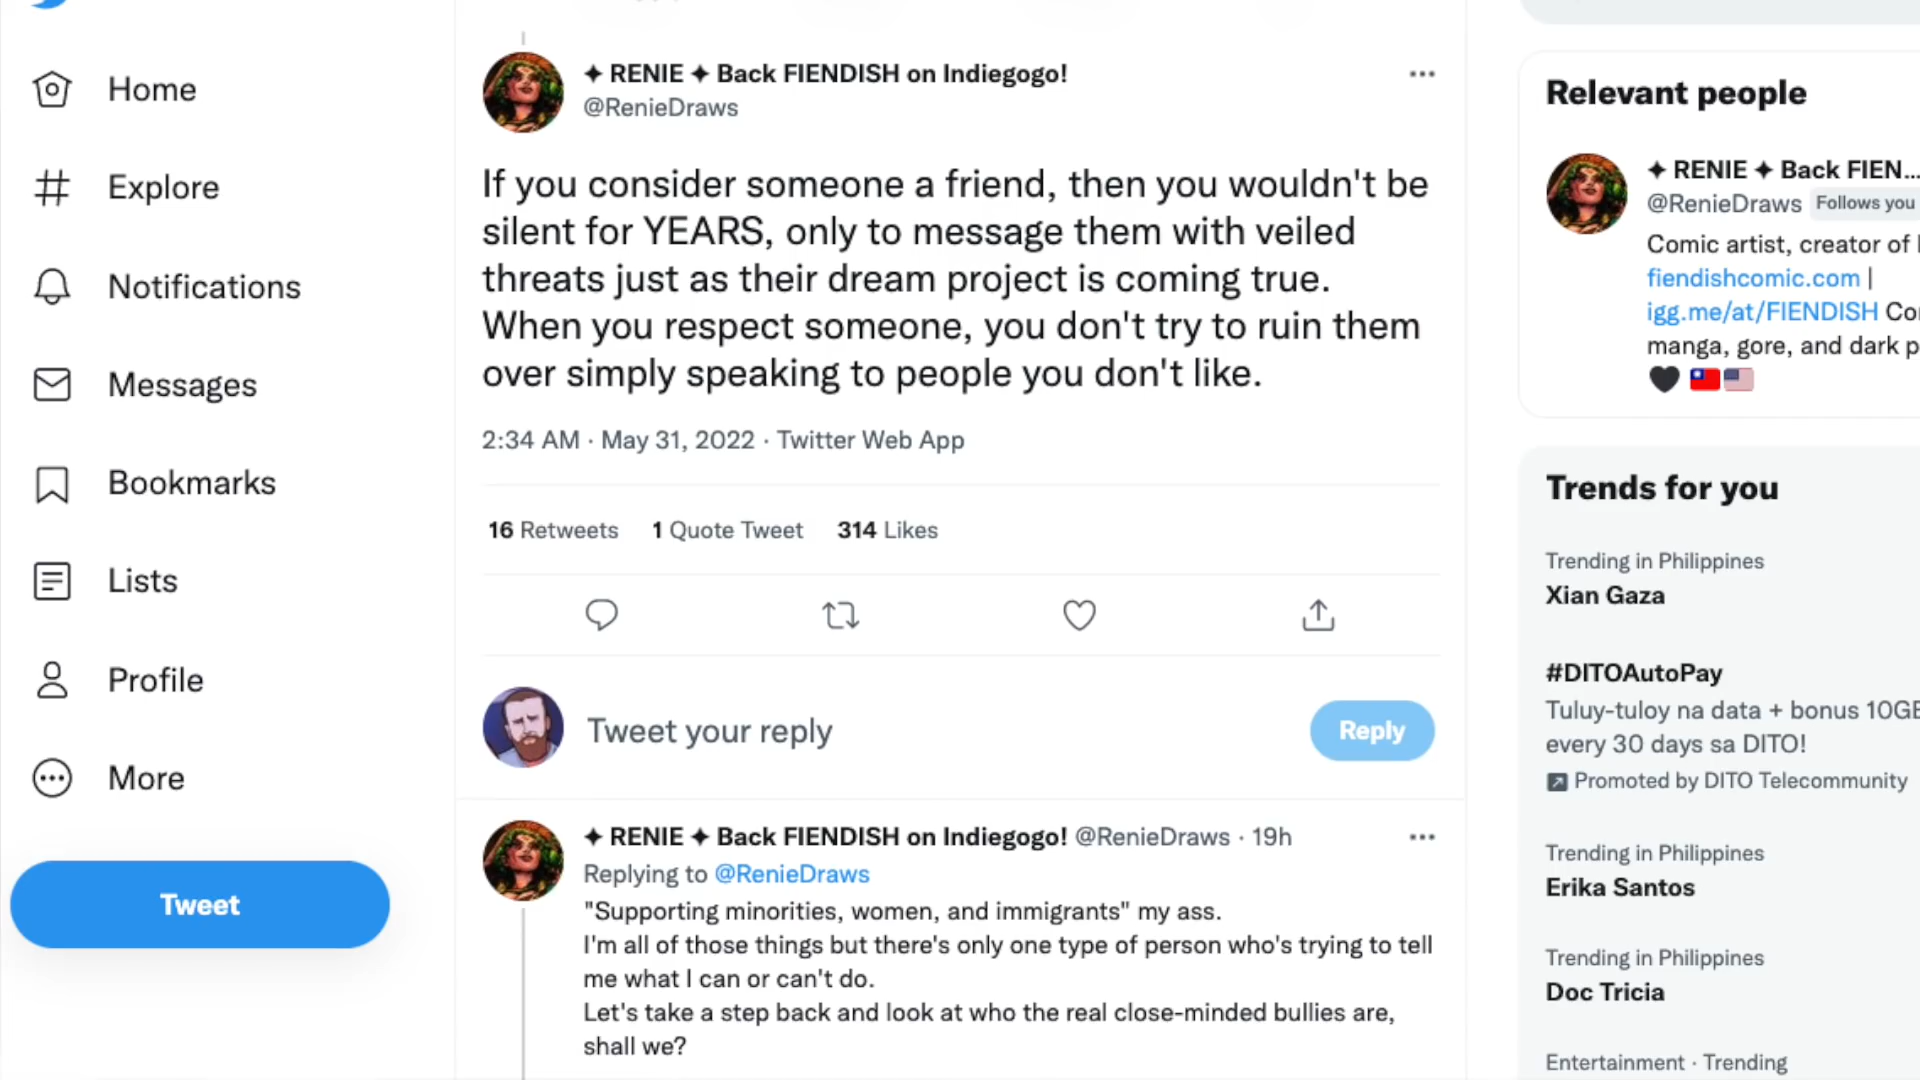 Home
Explore
Notifications
Messages
Bookmarks
Lists
Profile
More
Tweet
✦ RENIE ✦ Back FIENDISH on Indiegogo!
@RenieDraws
If you consider someone a friend, then you wouldn't be
silent for YEARS, only to message them with veiled
threats just as their dream project is coming true.
When you respect someone, you don't try to ruin them
over simply speaking to people you don't like.
2:34 AM · May 31, 2022 · Twitter Web App
16 Retweets 1 Quote Tweet 314 Likes
Tweet your reply
Reply
✦ RENIE ✦ Back FIENDISH on Indiegogo! @RenieDraws · 19h
Replying to @RenieDraws
"Supporting minorities, women, and immigrants" my ass.
I'm all of those things but there's only one type of person who's trying to tell
me what I can or can't do.
Let's take a step back and look at who the real close-minded bullies are,
shall we?
Relevant people
✦ RENIE ✦ Back FIEN...
@RenieDraws Follows you
Comic artist, creator of
fiendishcomic.com |
igg.me/at/FIENDISH
manga, gore, and dark
Trends for you
Trending in Philippines
Xian Gaza
#DITOAutoPay
Tuluy-tuloy na data + bonus 10GB
every 30 days sa DITO!
Promoted by DITO Telecommunity
Trending in Philippines
Erika Santos
Trending in Philippines
Doc Tricia
Entertainment · Trending